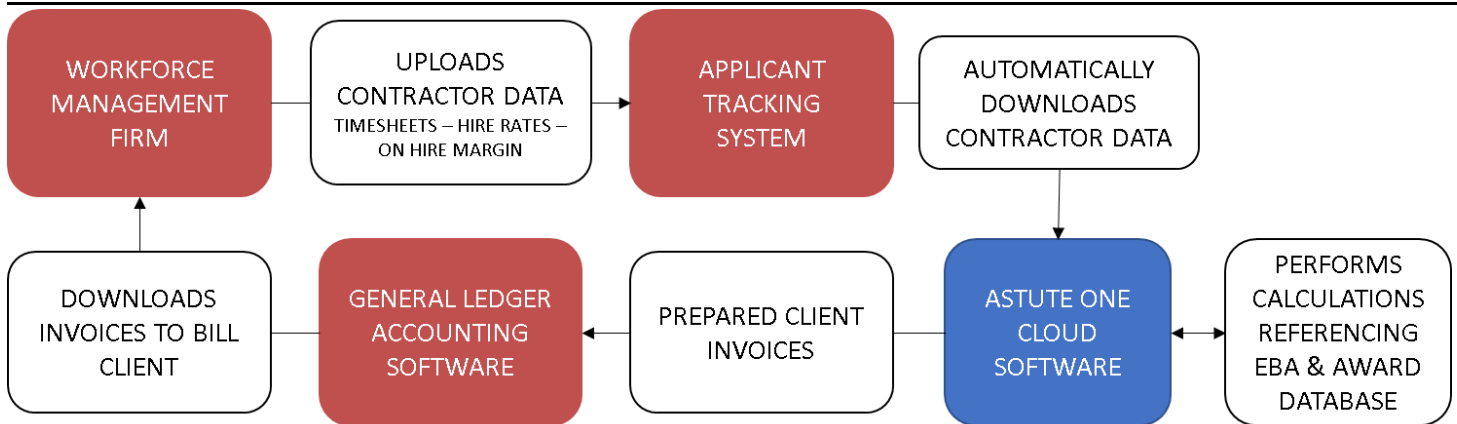 WORKFORCE
MANAGEMENT
FIRM
UPLOADS
CONTRACTOR DATA
TIMESHEETS – HIRE RATES –
ON HIRE MARGIN
APPLICANT
TRACKING
SYSTEM
AUTOMATICALLY
DOWNLOADS
CONTRACTOR DATA
DOWNLOADS
INVOICES TO BILL
CLIENT
GENERAL LEDGER
ACCOUNTING
SOFTWARE
PREPARED CLIENT
INVOICES
ASTUTE ONE
CLOUD
SOFTWARE
PERFORMS
CALCULATIONS
REFERENCING
EBA & AWARD
DATABASE